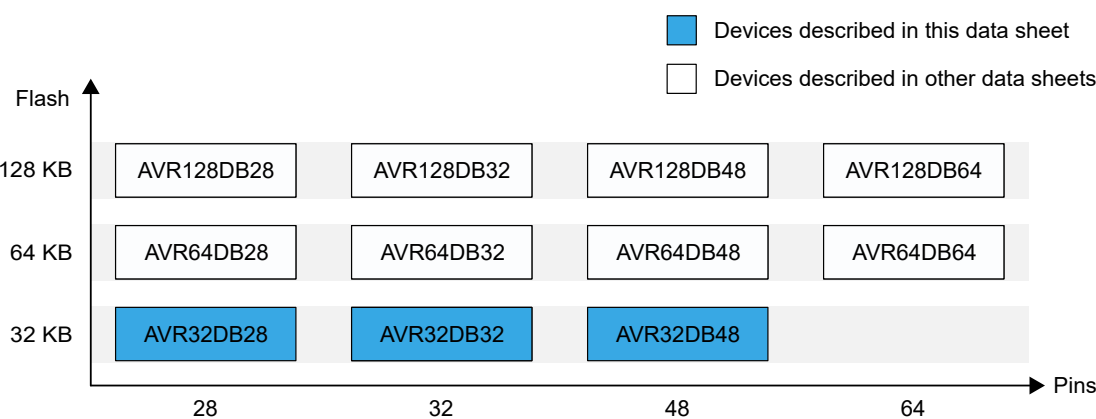 Devices described in this data sheet
Devices described in other data sheets
Flash
128 KB
AVR128DB28
AVR128DB32
AVR128DB48
AVR128DB64
64 KB
AVR64DB28
AVR64DB32
AVR64DB48
AVR64DB64
32 KB
AVR32DB28
AVR32DB32
AVR32DB48
Pins
28
32
48
64